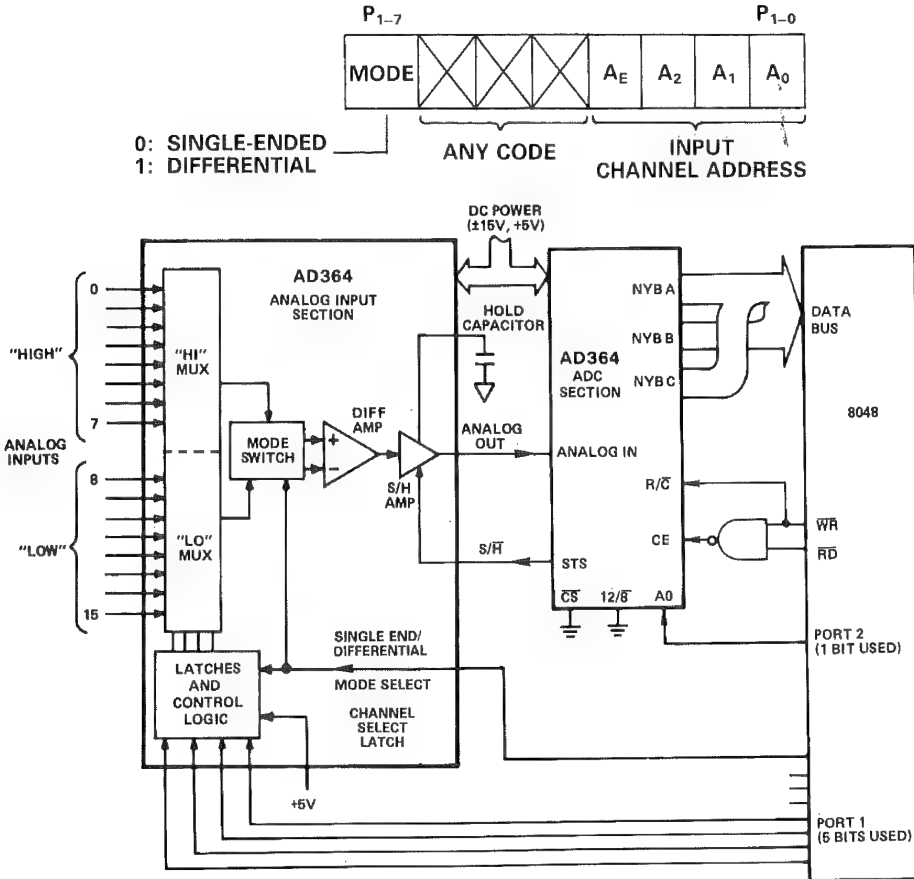 P1–7 P1–0
MODE AE A2 A1 A0
0: SINGLE-ENDED
1: DIFFERENTIAL
ANY CODE
INPUT
CHANNEL ADDRESS
DC POWER
(±15V, +5V)
AD364
ANALOG INPUT
SECTION
HOLD
CAPACITOR
NYB A
NYB B
NYB C
AD364
ADC
SECTION
DATA
BUS
8048
0
"HIGH"
7
"HI"
MUX
MODE
SWITCH
DIFF
AMP
+
−
S/H
AMP
ANALOG
OUT
ANALOG IN
ANALOG
INPUTS
8
"LOW"
15
"LO"
MUX
R/C̅
CE
W̅R̅
R̅D̅
S/H̅
STS
C̅S̅ 12/8̅ A0
PORT 2
(1 BIT USED)
SINGLE END/
DIFFERENTIAL
MODE SELECT
LATCHES
AND
CONTROL
LOGIC
CHANNEL
SELECT
LATCH
+5V
PORT 1
(5 BITS USED)